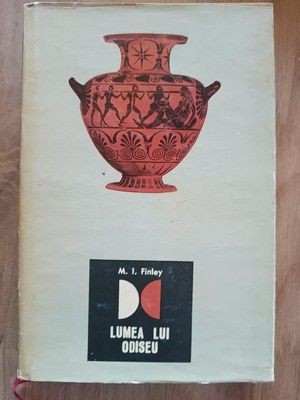 M. I. Finley
LUMEA LUI
ODISEU